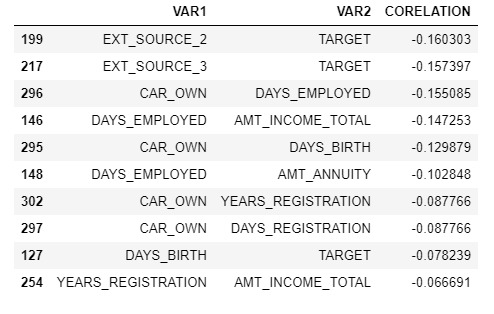 VAR1 VAR2 CORELATION
199 EXT_SOURCE_2 TARGET -0.160303
217 EXT_SOURCE_3 TARGET -0.157397
296 CAR_OWN DAYS_EMPLOYED -0.155085
146 DAYS_EMPLOYED AMT_INCOME_TOTAL -0.147253
295 CAR_OWN DAYS_BIRTH -0.129879
148 DAYS_EMPLOYED AMT_ANNUITY -0.102848
302 CAR_OWN YEARS_REGISTRATION -0.087766
297 CAR_OWN DAYS_REGISTRATION -0.087766
127 DAYS_BIRTH TARGET -0.078239
254 YEARS_REGISTRATION AMT_INCOME_TOTAL -0.066691